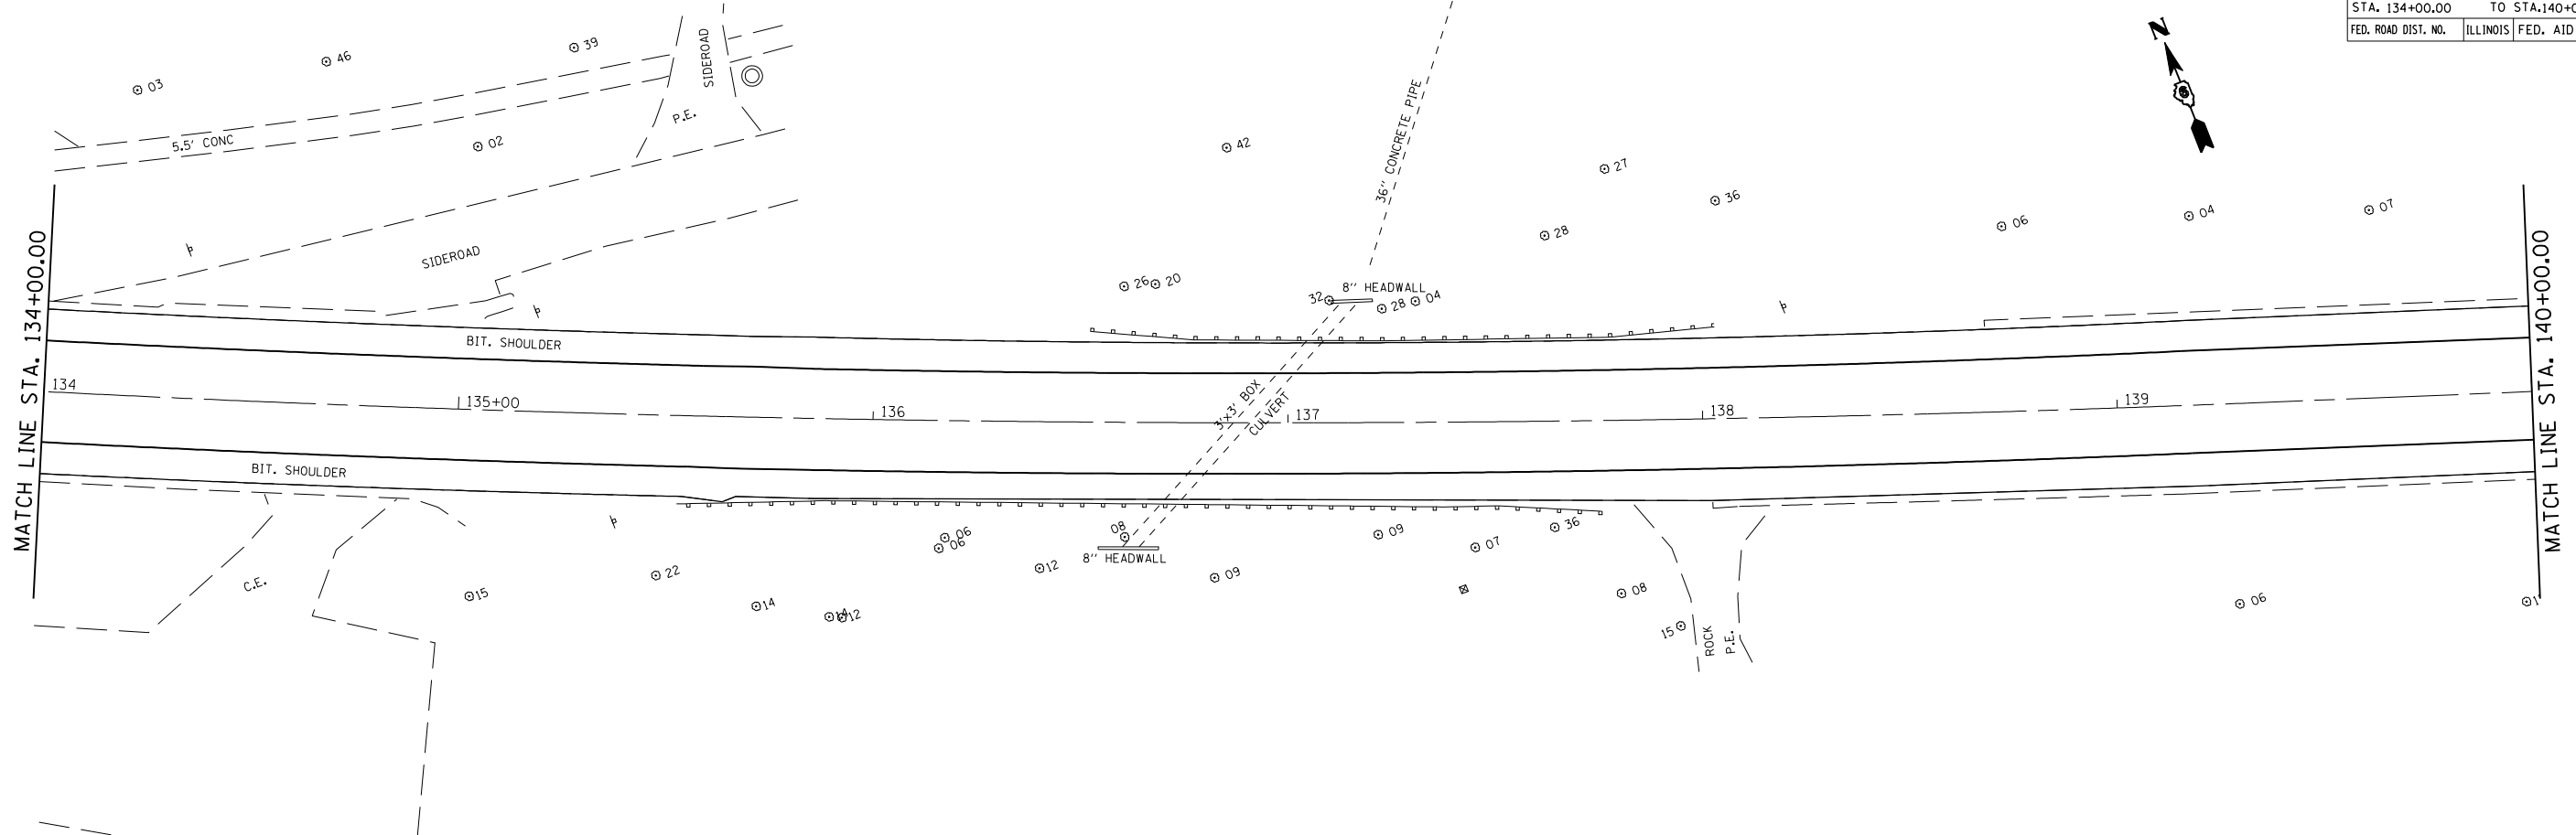 STA. 134+00.00 TO STA.140+0
FED. ROAD DIST. NO. ILLINOIS FED. AID
N
03
46
39
SIDEROAD
5.5' CONC
02
P.E.
42
36" CONCRETE PIPE
27
36
06
04
07
28
SIDEROAD
26
20
32
8" HEADWALL
28
04
MATCH LINE STA. 134+00.00
MATCH LINE STA. 140+00.00
BIT. SHOULDER
134
135+00
136
137
138
139
3'x3' BOX
CULVERT
BIT. SHOULDER
06
06
08
8" HEADWALL
09
07
36
C.E.
15
22
14
14
12
12
09
08
15
ROCK
P.E.
06